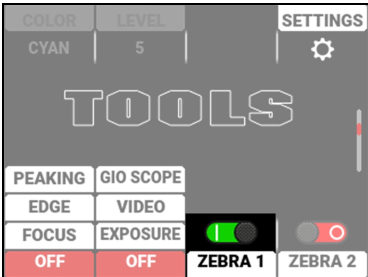 COLOR LEVEL SETTINGS
CYAN 5
TOOLS
PEAKING GIO SCOPE
EDGE VIDEO
FOCUS EXPOSURE
OFF OFF ZEBRA 1 ZEBRA 2